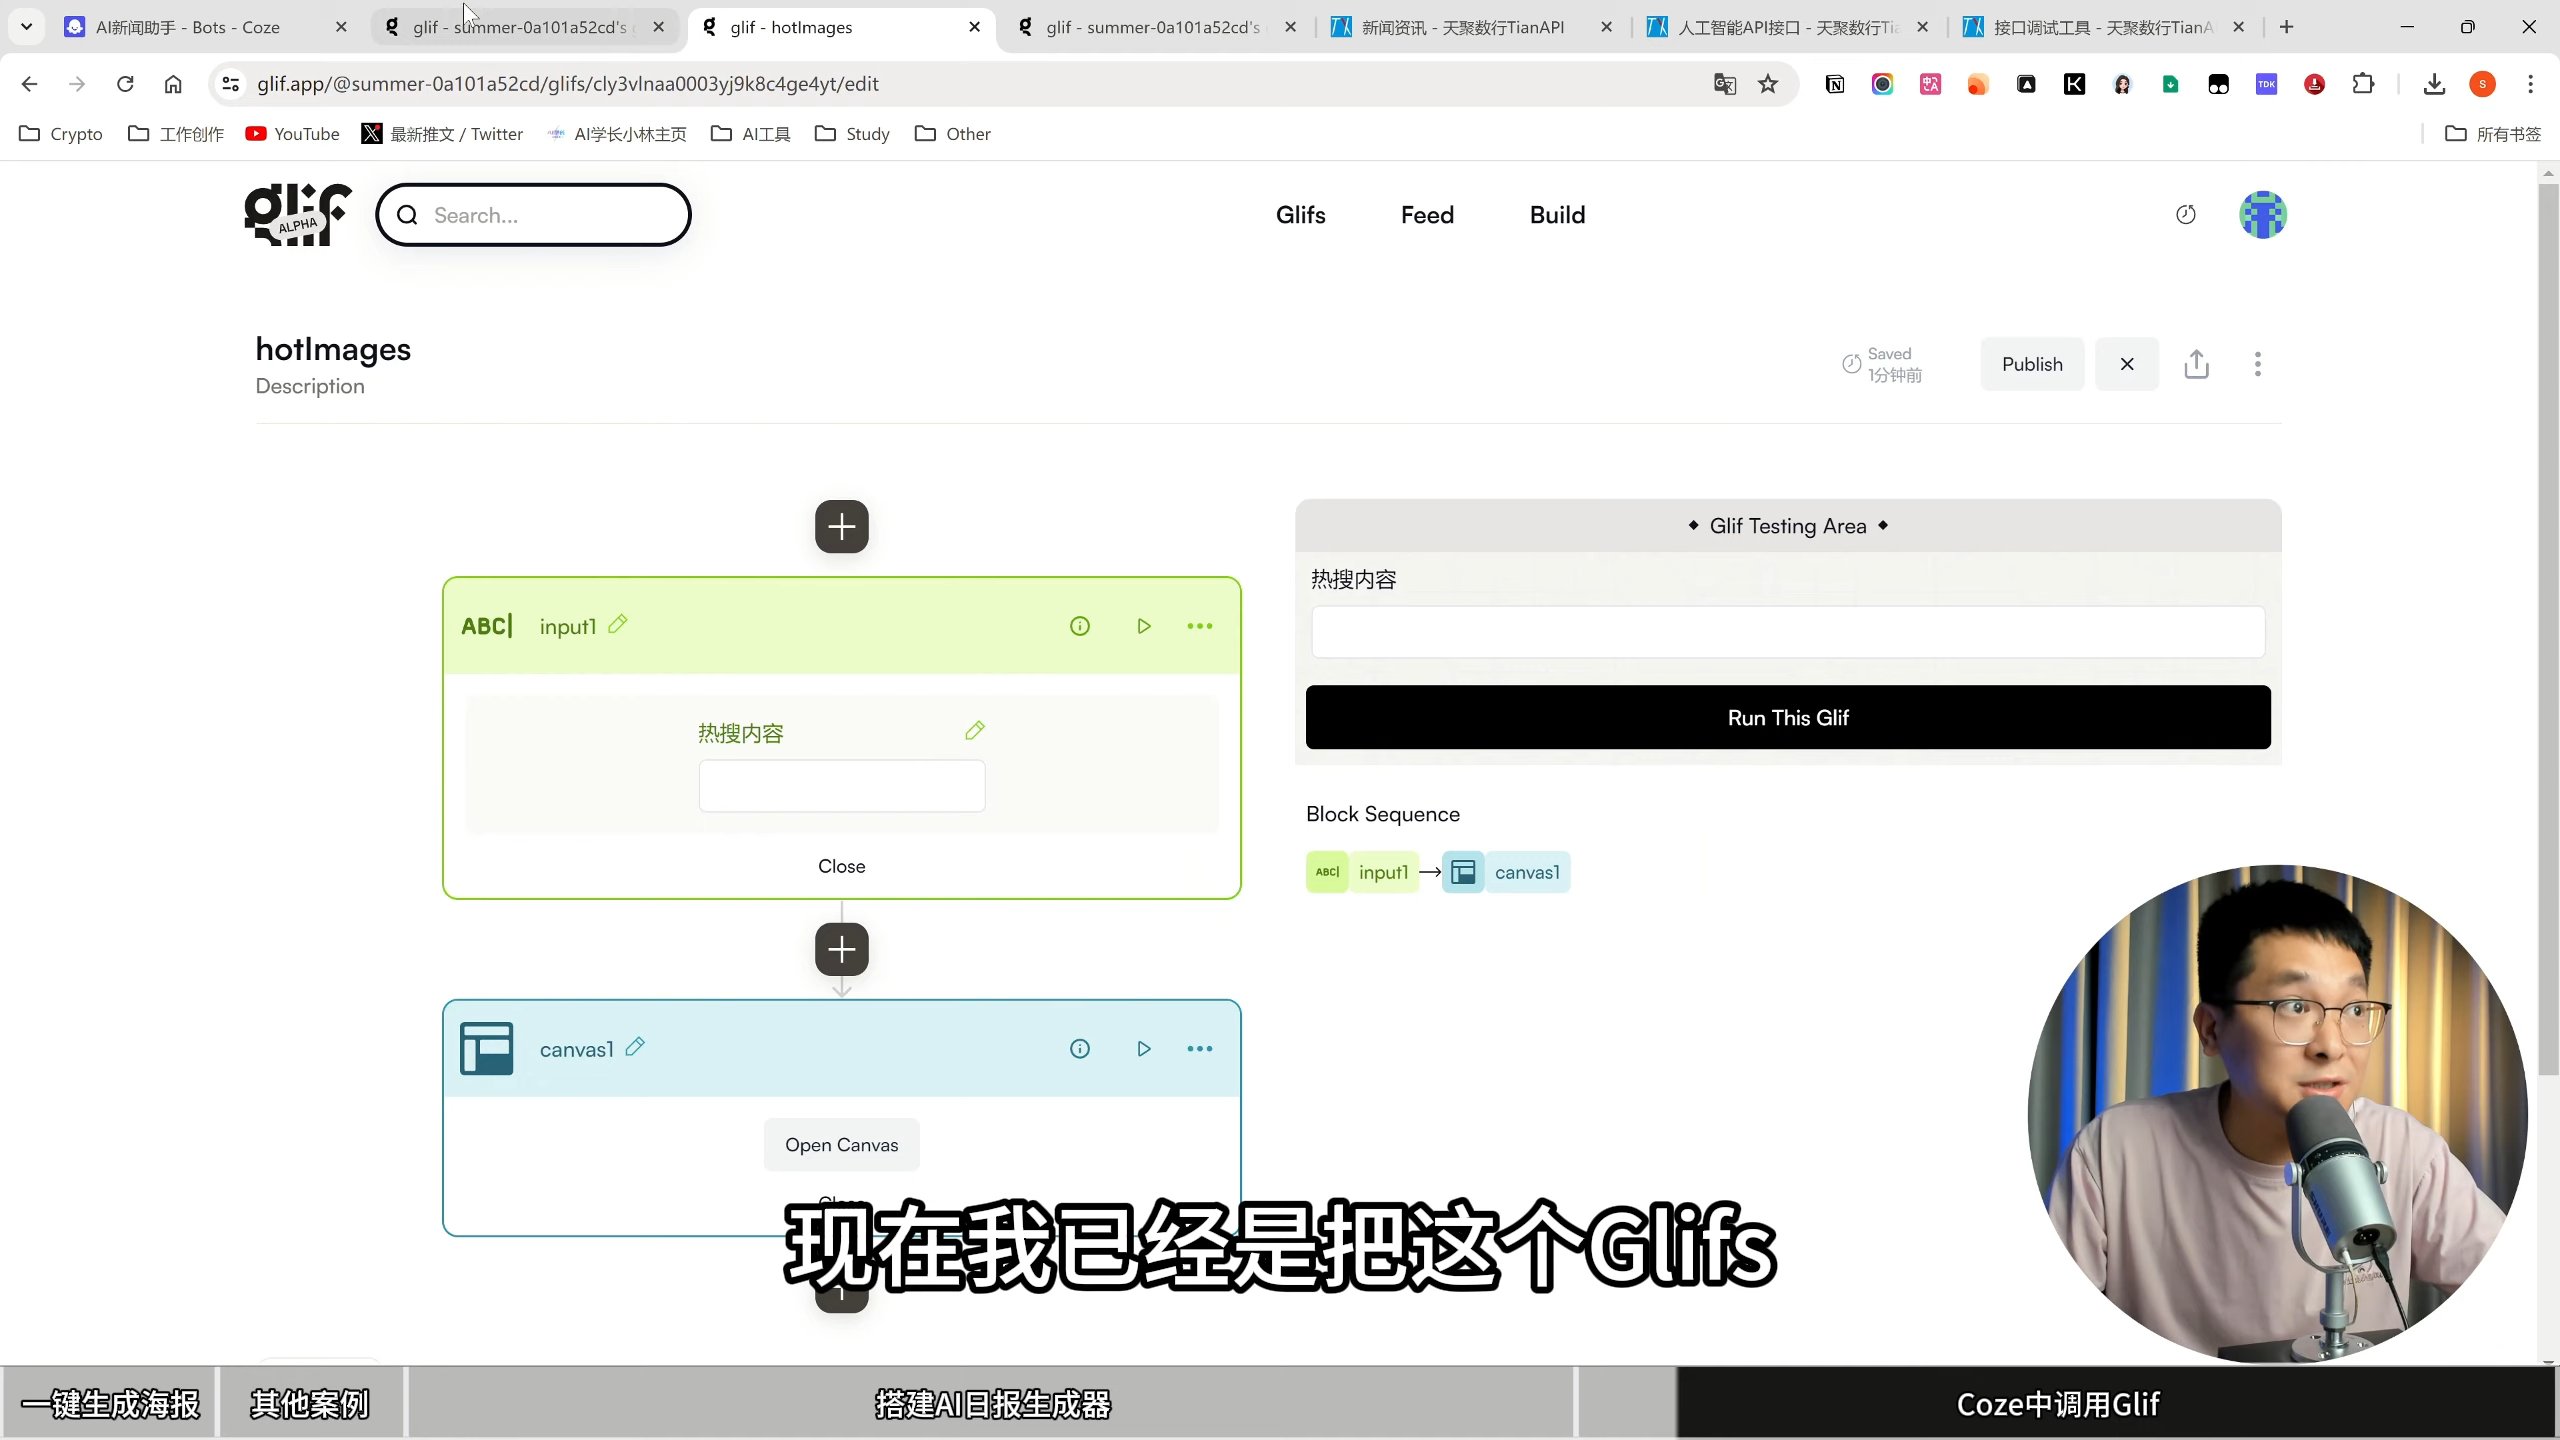 AI新闻助手 - Bots - Coze
glif - summer-0a101a52cd's
glif - hotImages
glif - summer-0a101a52cd's
新闻资讯 - 天聚数行TianAPI
人工智能API接口 - 天聚数行Tia
接口调试工具 - 天聚数行TianA
glif.app/@summer-0a101a52cd/glifs/cly3vlnaa0003yj9k8c4ge4yt/edit
TDK
S
Crypto
工作创作
YouTube
最新推文 / Twitter
AI学长小林主页
AI工具
Study
Other
所有书签
glif
ALPHA
Search...
Glifs
Feed
Build
hotImages
Description
Saved
1分钟前
Publish
ABC| input1
热搜内容
Close
canvas1
Open Canvas
Glif Testing Area
热搜内容
Run This Glif
Block Sequence
ABC| input1
canvas1
现在我已经是把这个Glifs
一键生成海报
其他案例
搭建AI日报生成器
Coze中调用Glif